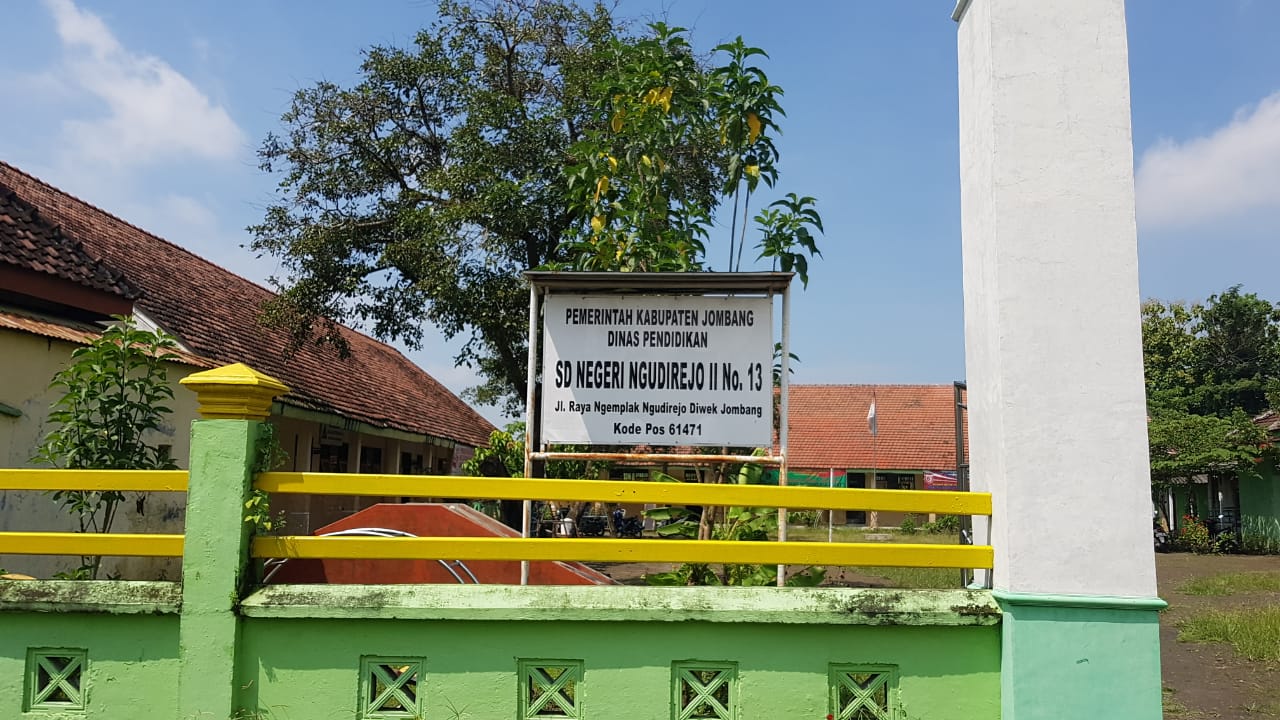 PEMERINTAH KABUPATEN JOMBANG
DINAS PENDIDIKAN
SD NEGERI NGUDIREJO II No. 13
Jl. Raya Ngemplak Ngudirejo Diwek Jombang
Kode Pos 61471